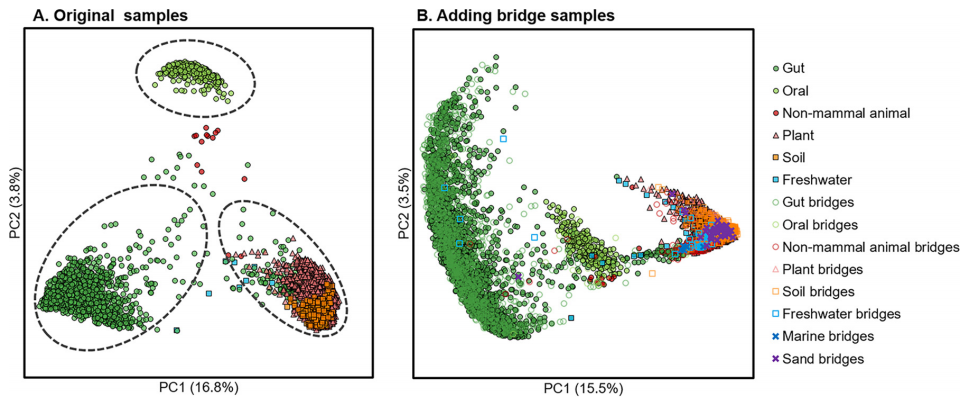 A. Original  samples
PC2 (3.8%)
PC1 (16.8%)
B. Adding bridge samples
PC2 (3.5%)
PC1 (15.5%)
Gut
Oral
Non-mammal animal
Plant
Soil
Freshwater
Gut bridges
Oral bridges
Non-mammal animal bridges
Plant bridges
Soil bridges
Freshwater bridges
Marine bridges
Sand bridges